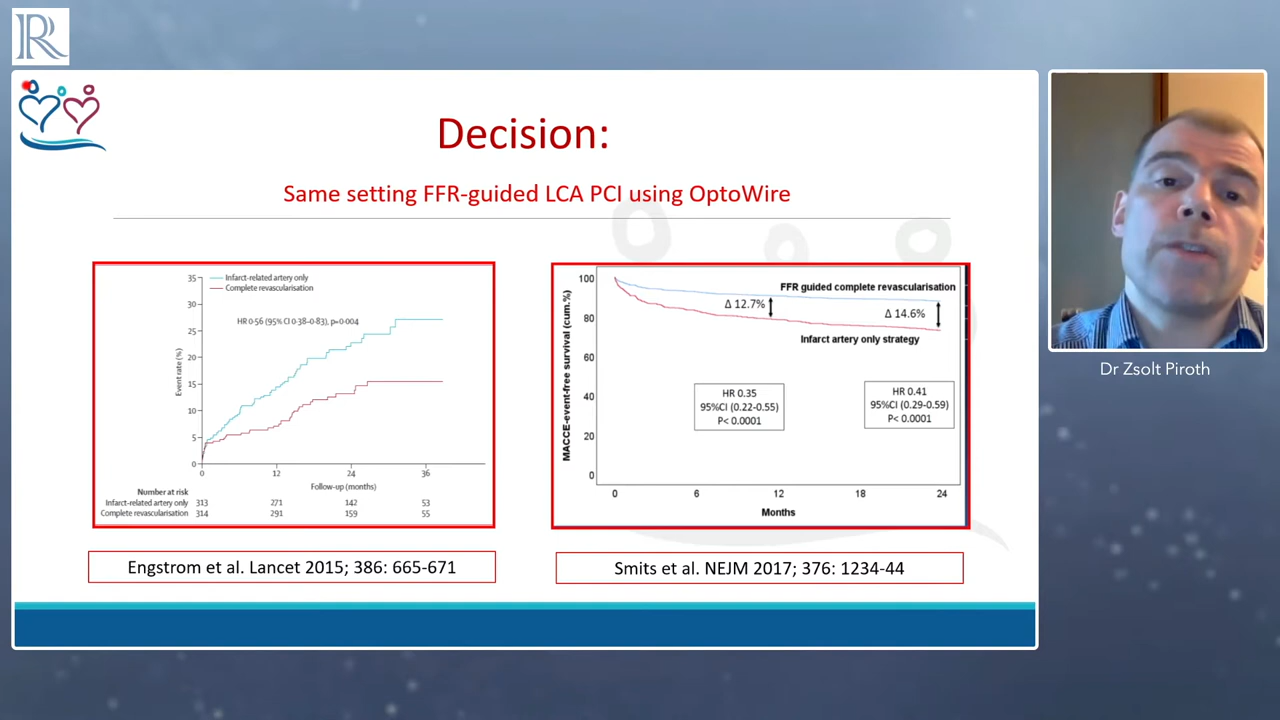 R
Decision:
Same setting FFR-guided LCA PCI using OptoWire
35
30
25
20
15
10
5
0
Event rate (%)
Infarct-related artery only
Complete revascularisation
HR 0·56 (95% CI 0·38–0·83), p=0·004
0 12 24 36
Follow-up (months)
Number at risk
Infarct-related artery only 313 271 142 53
Complete revascularisation 314 291 159 55
Engstrom et al. Lancet 2015; 386: 665-671
100
80
60
40
20
0
MACCE-event-free survival (cum.%)
FFR guided complete revascularisation
Δ 12.7%
Δ 14.6%
Infarct artery only strategy
HR 0.35
95%CI (0.22-0.55)
P< 0.0001
HR 0.41
95%CI (0.29-0.59)
P< 0.0001
0 6 12 18 24
Months
Smits et al. NEJM 2017; 376: 1234-44
Dr Zsolt Piroth